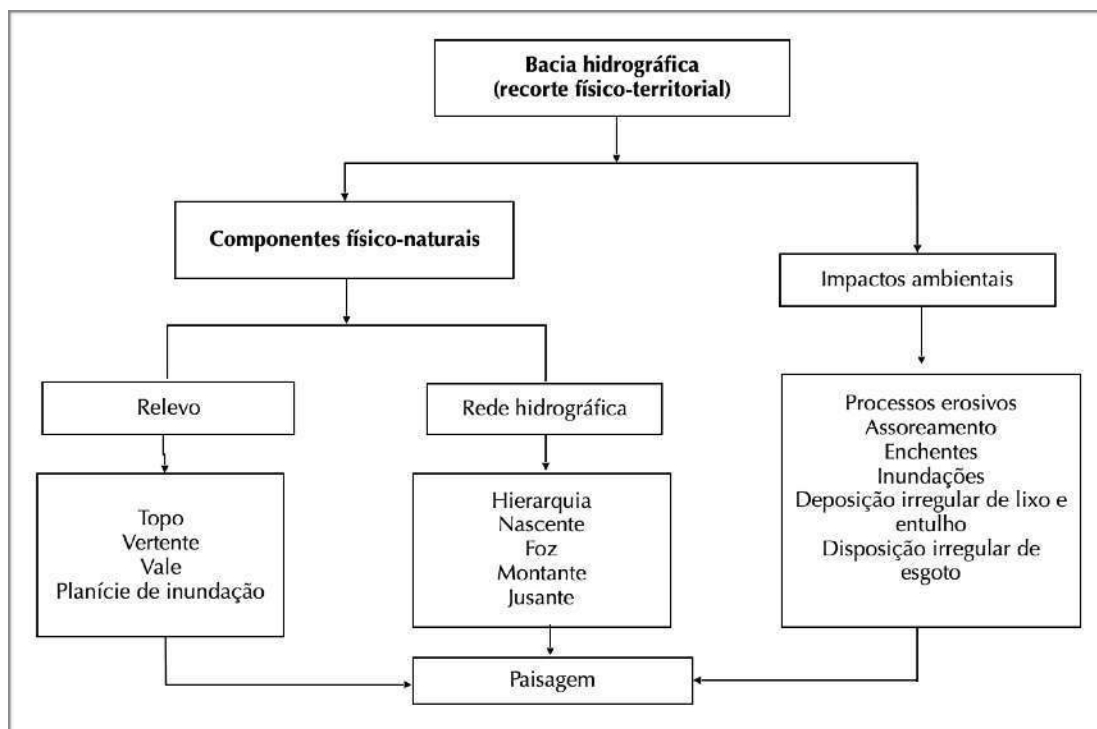 Bacia hidrográfica
(recorte físico-territorial)
Componentes físico-naturais
Impactos ambientais
Relevo
Rede hidrográfica
Topo
Vertente
Vale
Planície de inundação
Hierarquia
Nascente
Foz
Montante
Jusante
Processos erosivos
Assoreamento
Enchentes
Inundações
Deposição irregular de lixo e
entulho
Disposição irregular de
esgoto
Paisagem